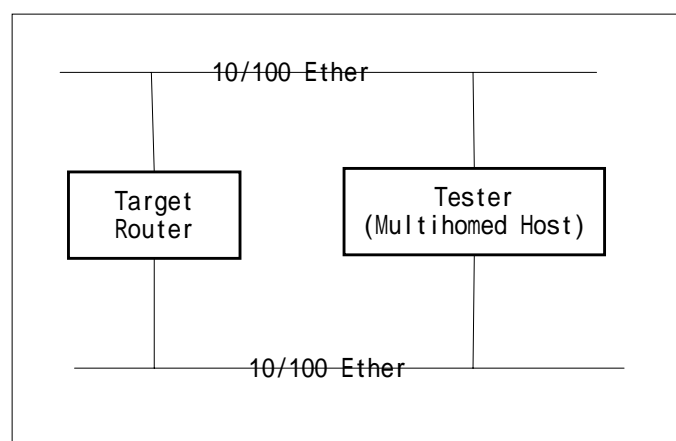 10/100 Ether
Target
Router
Tester
(Multihomed Host)
10/100 Ether